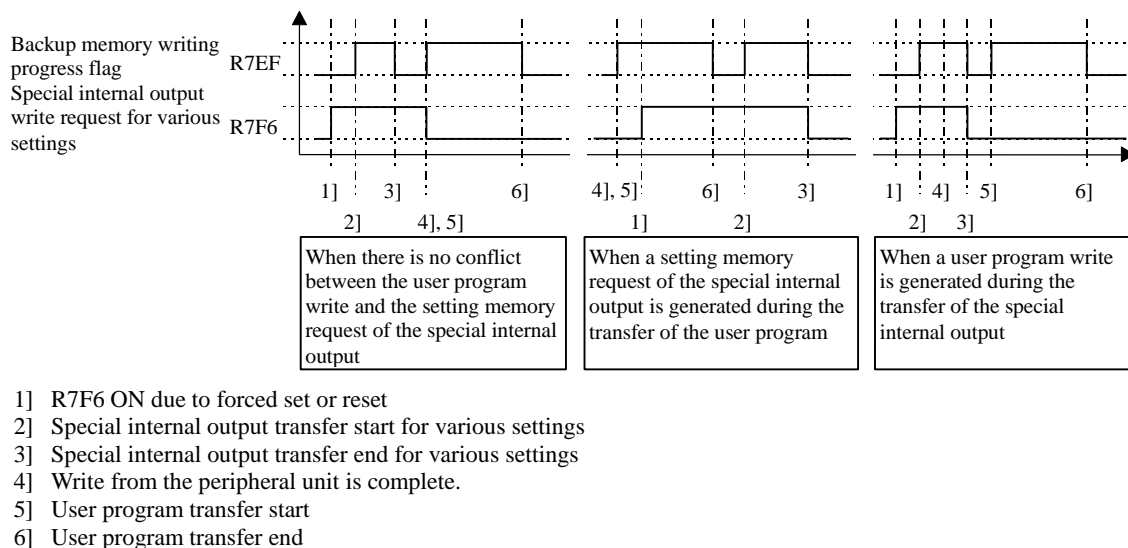 Backup memory writing
progress flag
R7EF
Special internal output
write request for various
settings
R7F6
1] 3] 6] 4], 5] 6] 3] 1] 4] 5] 6]
2] 4], 5] 1] 2] 2] 3]
When there is no conflict
between the user program
write and the setting memory
request of the special internal
output
When a setting memory
request of the special internal
output is generated during the
transfer of the user program
When a user program write
is generated during the
transfer of the special
internal output
1] R7F6 ON due to forced set or reset
2] Special internal output transfer start for various settings
3] Special internal output transfer end for various settings
4] Write from the peripheral unit is complete.
5] User program transfer start
6] User program transfer end